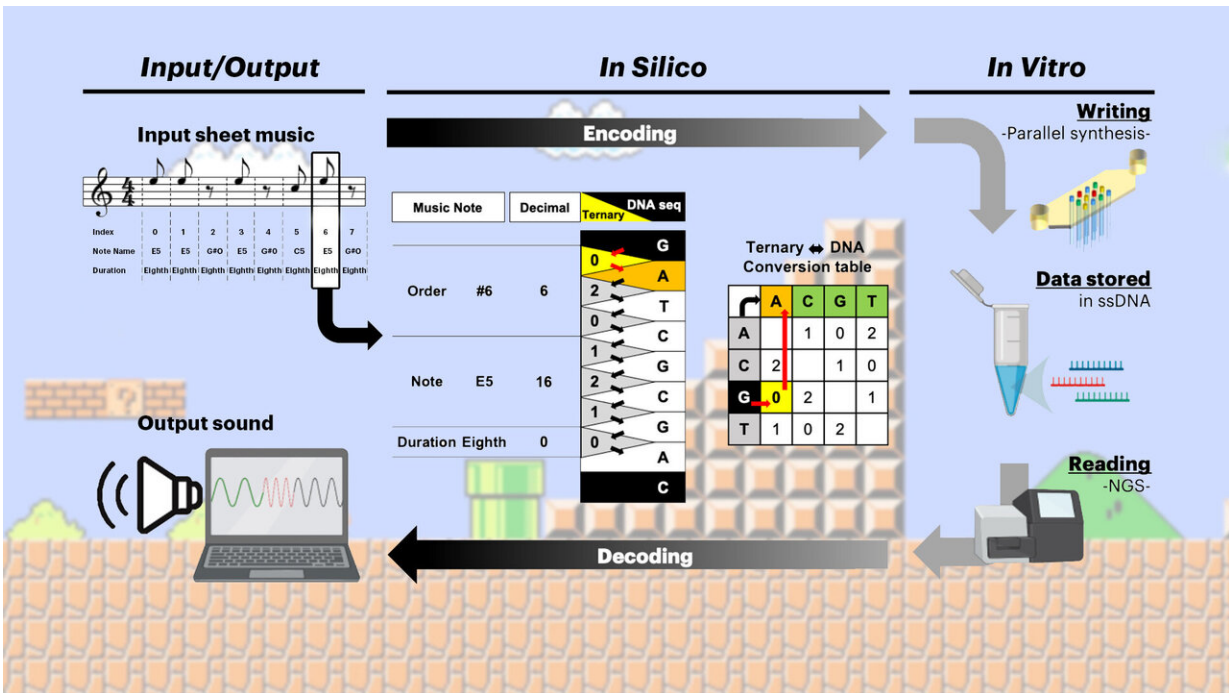 Input/Output
In Silico
In Vitro
Input sheet music
4
4
Index 0 1 2 3 4 5 6 7
Note Name E5 E5 G#0 E5 G#0 C5 E5 G#0
Duration Eighth Eighth Eighth Eighth Eighth Eighth Eighth Eighth
Output sound
Encoding
Music Note Decimal Ternary DNA seq
G
0
A
Order #6 6 2
T
0
C
1
G
Note E5 16 2
C
1
G
Duration Eighth 0 0
A
C
Ternary ⬌ DNA
Conversion table
A C G T
A 1 0 2
C 2 1 0
G 0 2 1
T 1 0 2
Decoding
Writing
-Parallel synthesis-
Data stored
in ssDNA
Reading
-NGS-
?